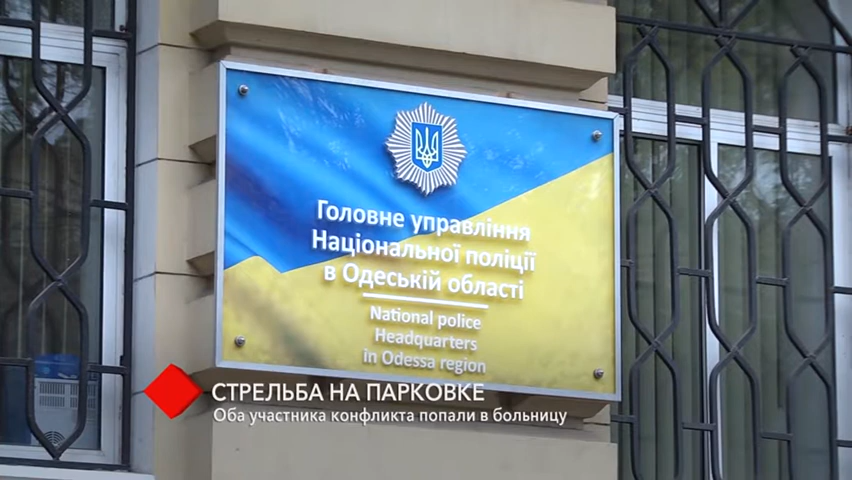 Головне управління
Національної поліції
в Одеській області
National police
Headquarters
in Odessa region
СТРЕЛЬБА НА ПАРКОВКЕ
Оба участника конфликта попали в больницу